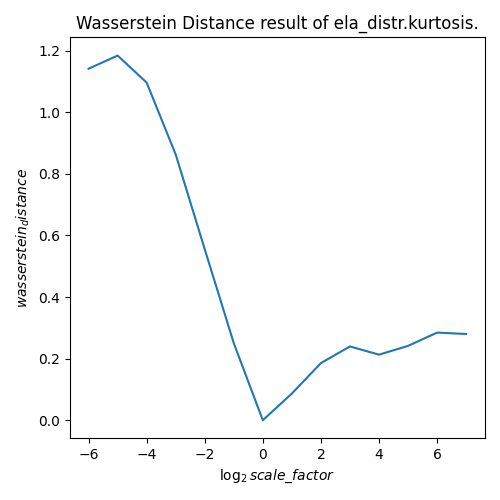 Wasserstein Distance result of ela_distr.kurtosis.
1.2
1.0
0.8
0.6
0.4
0.2
0.0
wasserstein_distance
−6 −4 −2 0 2 4 6
log₂ scale_factor